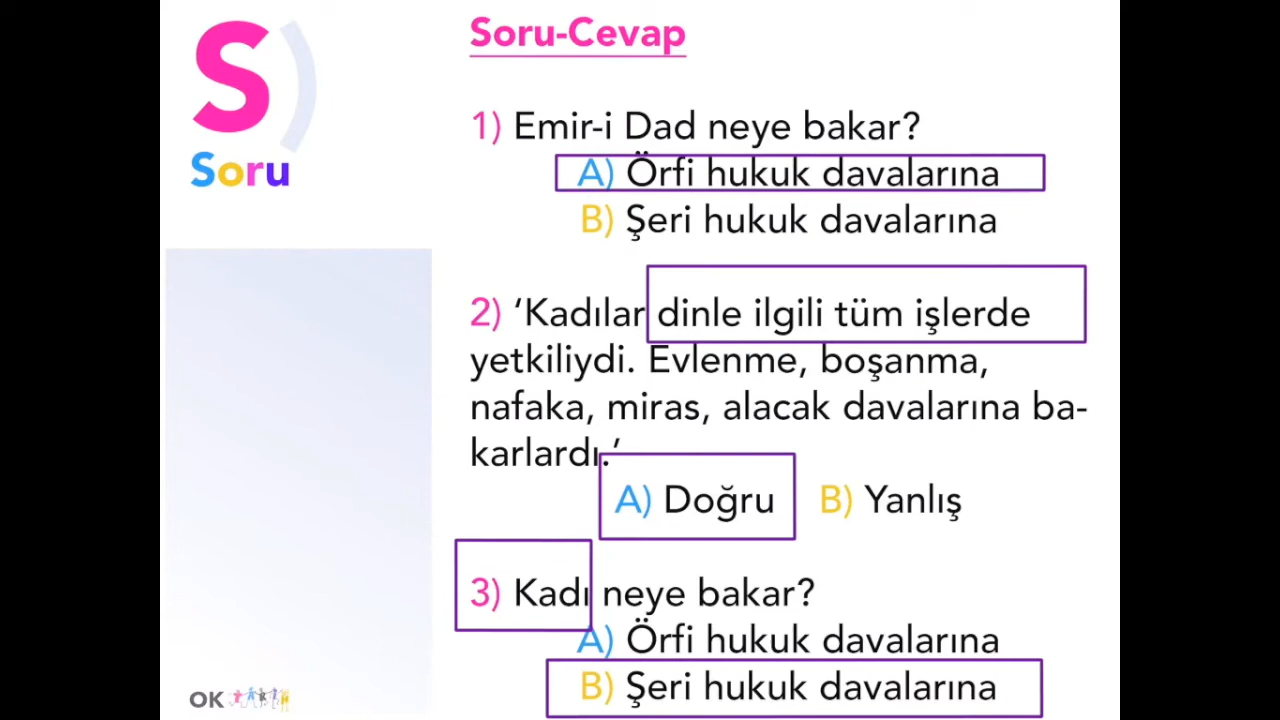 S)
Soru
Soru-Cevap
1) Emir-i Dad neye bakar?
A) Örfi hukuk davalarına
B) Şeri hukuk davalarına
2) ‘Kadılar dinle ilgili tüm işlerde
yetkiliydi. Evlenme, boşanma,
nafaka, miras, alacak davalarına ba-
karlardı.’
A) Doğru B) Yanlış
3) Kadı neye bakar?
A) Örfi hukuk davalarına
B) Şeri hukuk davalarına
OK